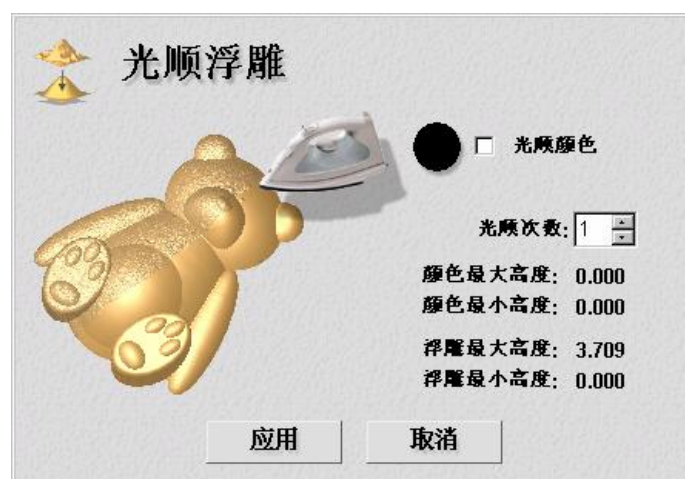 光顺浮雕
光顺颜色
光顺次数: 1
颜色最大高度: 0.000
颜色最小高度: 0.000
浮雕最大高度: 3.709
浮雕最小高度: 0.000
应用 取消